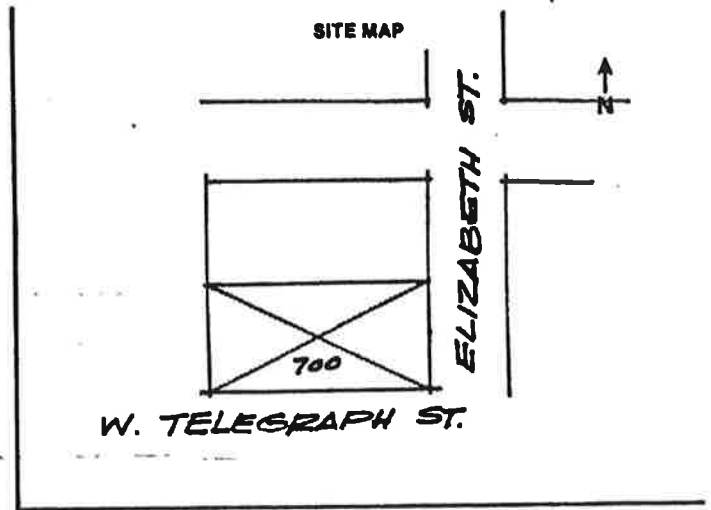 SITE MAP
N
ELIZABETH ST.
700
W. TELEGRAPH ST.